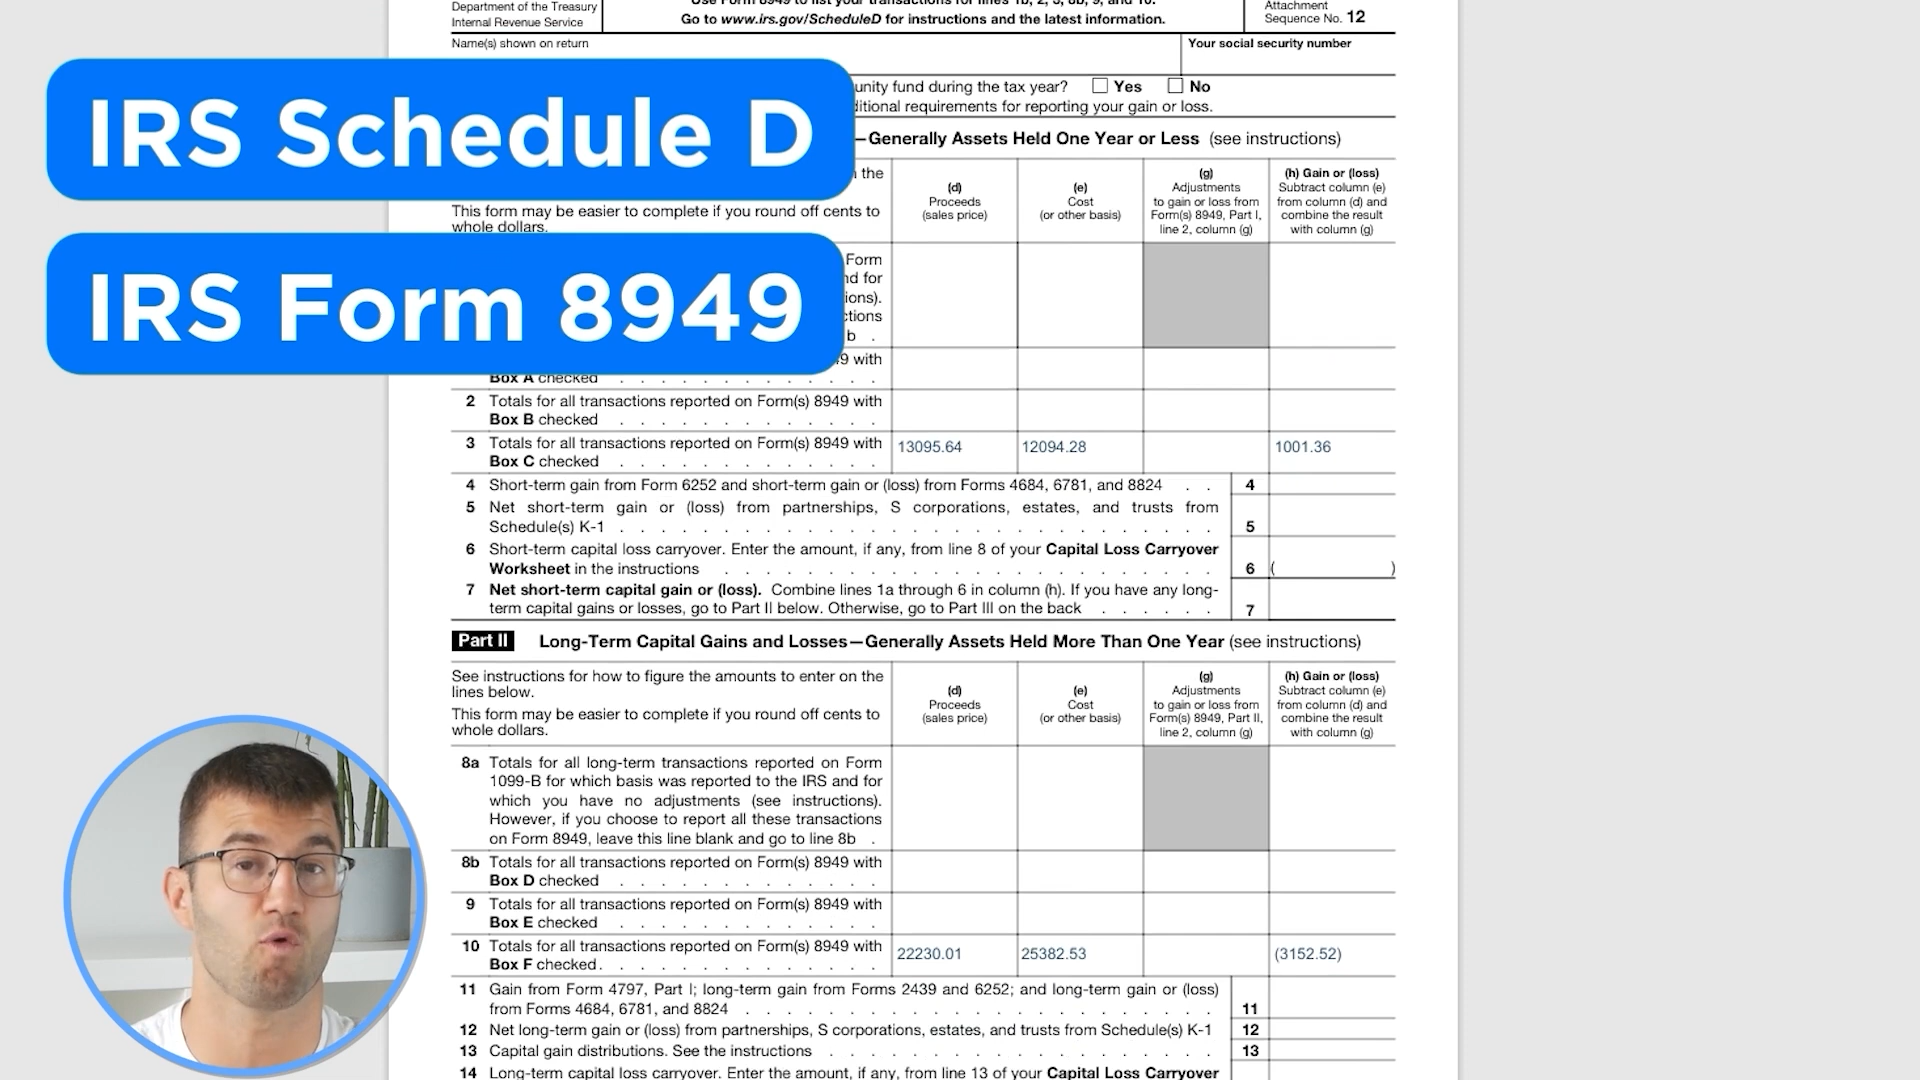 Department of the Treasury
Internal Revenue Service
Go to www.irs.gov/ScheduleD for instructions and the latest information.
Attachment
Sequence No. 12
Name(s) shown on return
Your social security number
IRS Schedule D
unity fund during the tax year? Yes No
ditional requirements for reporting your gain or loss.
—Generally Assets Held One Year or Less (see instructions)
the
This form may be easier to complete if you round off cents to
whole dollars.
(d)
Proceeds
(sales price)
(e)
Cost
(or other basis)
(g)
Adjustments
to gain or loss from
Form(s) 8949, Part I,
line 2, column (g)
(h) Gain or (loss)
Subtract column (e)
from column (d) and
combine the result
with column (g)
IRS Form 8949
Form
nd for
ions).
ctions
b .
9 with
Box A checked . . . . . . . . . . . .
2 Totals for all transactions reported on Form(s) 8949 with
Box B checked . . . . . . . . . . . .
3 Totals for all transactions reported on Form(s) 8949 with
Box C checked . . . . . . . . . . . .
13095.64 12094.28 1001.36
4 Short-term gain from Form 6252 and short-term gain or (loss) from Forms 4684, 6781, and 8824 . . 4
5 Net short-term gain or (loss) from partnerships, S corporations, estates, and trusts from
Schedule(s) K-1 . . . . . . . . . . . . . . . . . . . . . . . . 5
6 Short-term capital loss carryover. Enter the amount, if any, from line 8 of your Capital Loss Carryover
Worksheet in the instructions . . . . . . . . . . . . . . . . . . . . 6 ( )
7 Net short-term capital gain or (loss). Combine lines 1a through 6 in column (h). If you have any long-
term capital gains or losses, go to Part II below. Otherwise, go to Part III on the back . . . . . . 7
Part II Long-Term Capital Gains and Losses—Generally Assets Held More Than One Year (see instructions)
See instructions for how to figure the amounts to enter on the
lines below.
This form may be easier to complete if you round off cents to
whole dollars.
(d)
Proceeds
(sales price)
(e)
Cost
(or other basis)
(g)
Adjustments
to gain or loss from
Form(s) 8949, Part II,
line 2, column (g)
(h) Gain or (loss)
Subtract column (e)
from column (d) and
combine the result
with column (g)
8a Totals for all long-term transactions reported on Form
1099-B for which basis was reported to the IRS and for
which you have no adjustments (see instructions).
However, if you choose to report all these transactions
on Form 8949, leave this line blank and go to line 8b .
8b Totals for all transactions reported on Form(s) 8949 with
Box D checked . . . . . . . . . . . .
9 Totals for all transactions reported on Form(s) 8949 with
Box E checked . . . . . . . . . . . .
10 Totals for all transactions reported on Form(s) 8949 with
Box F checked. . . . . . . . . . . . .
22230.01 25382.53 (3152.52)
11 Gain from Form 4797, Part I; long-term gain from Forms 2439 and 6252; and long-term gain or (loss)
from Forms 4684, 6781, and 8824 . . . . . . . . . . . . . . . . . . . 11
12 Net long-term gain or (loss) from partnerships, S corporations, estates, and trusts from Schedule(s) K-1 12
13 Capital gain distributions. See the instructions . . . . . . . . . . . . . . . . 13
14 Long-term capital loss carryover. Enter the amount, if any, from line 13 of your Capital Loss Carryover